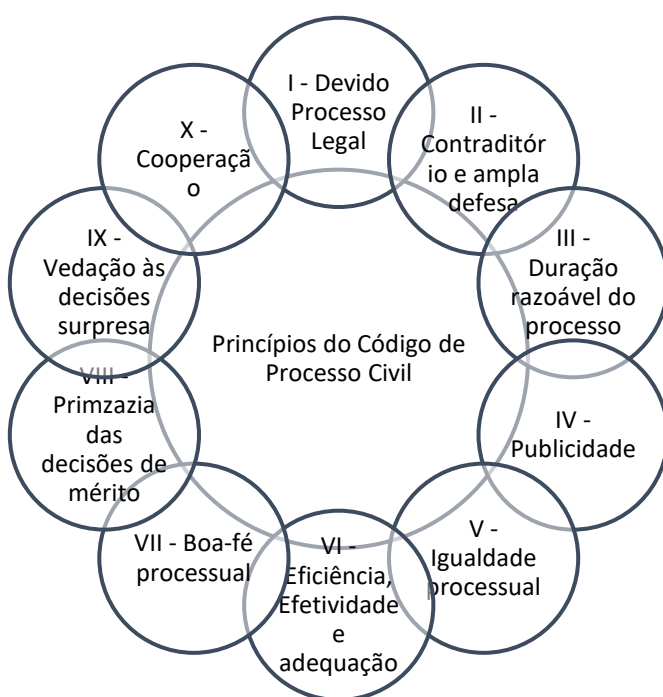 I - Devido
Processo
Legal
II -
Contraditór
io e ampla
defesa
III -
Duração
razoável do
processo
IV -
Publicidade
V -
Igualdade
processual
VI -
Eficiência,
Efetividade
e
adequação
VII - Boa-fé
processual
VIII -
Primzazia
das
decisões de
mérito
IX -
Vedação às
decisões
surpresa
X -
Cooperaçã
o
Princípios do Código de
Processo Civil